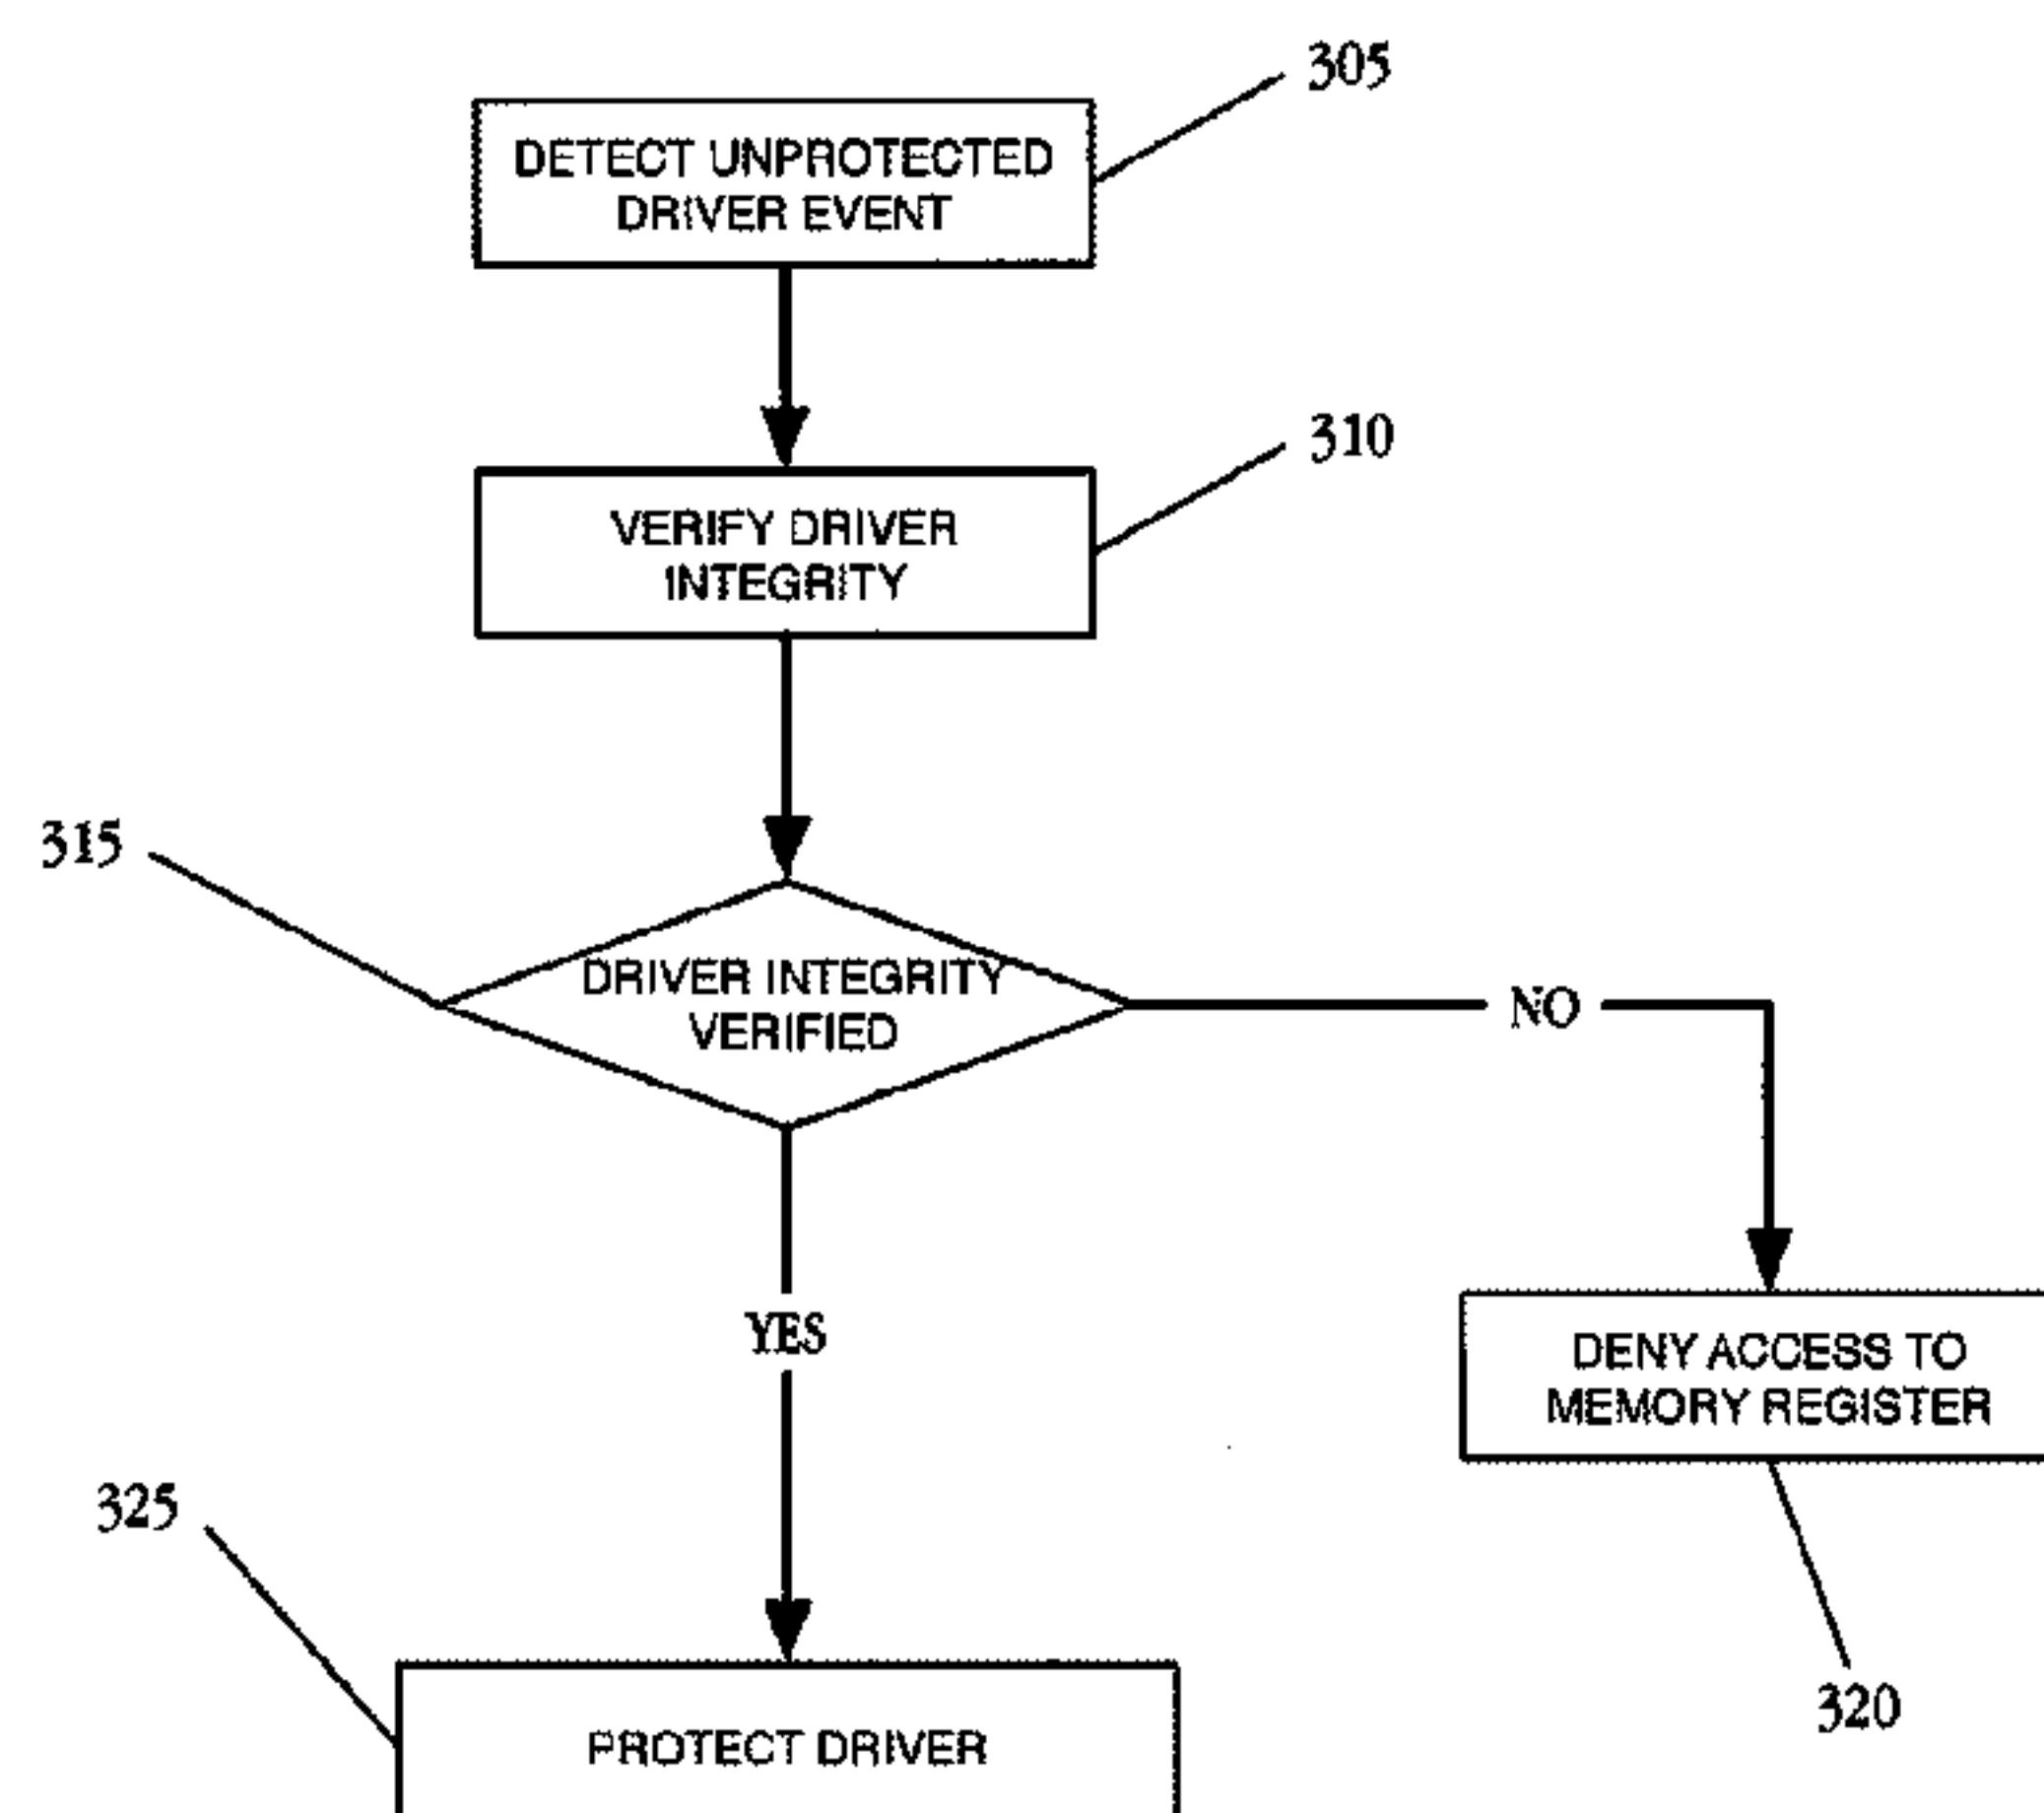 305
DETECT UNPROTECTED
DRIVER EVENT
310
VERIFY DRIVER
INTEGRITY
315
DRIVER INTEGRITY
VERIFIED
NO
YES
DENY ACCESS TO
MEMORY REGISTER
325
320
PROTECT DRIVER